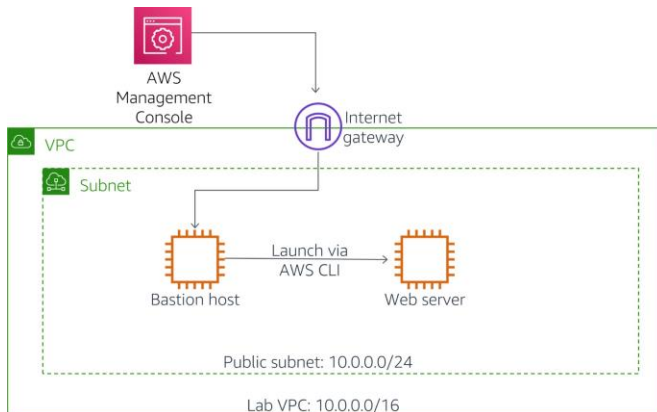 AWS
Management
Console
Internet
gateway
VPC
Subnet
Launch via
AWS CLI
Bastion host
Web server
Public subnet: 10.0.0.0/24
Lab VPC: 10.0.0.0/16